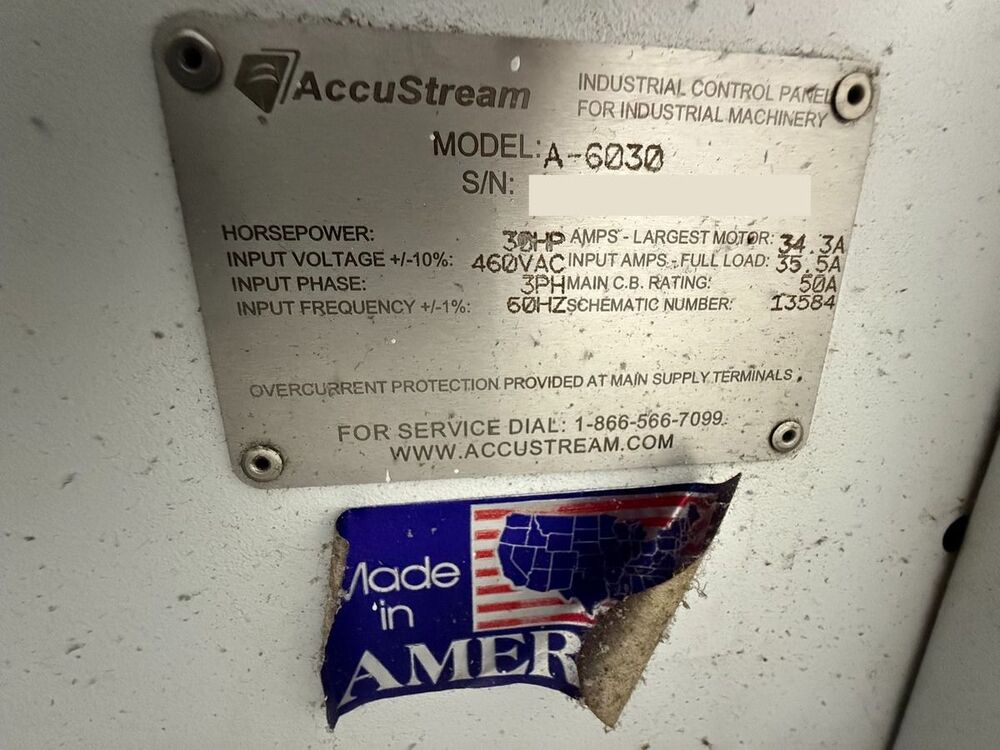 AccuStream
INDUSTRIAL CONTROL PANEL
FOR INDUSTRIAL MACHINERY
MODEL: A-6030
S/N:
HORSEPOWER: 30HP AMPS - LARGEST MOTOR: 34.3A
INPUT VOLTAGE +/-10%: 460VAC INPUT AMPS - FULL LOAD: 35.5A
INPUT PHASE: 3PH MAIN C.B. RATING: 50A
INPUT FREQUENCY +/-1%: 60HZ SCHEMATIC NUMBER: 13584
OVERCURRENT PROTECTION PROVIDED AT MAIN SUPPLY TERMINALS
FOR SERVICE DIAL: 1-866-566-7099
WWW.ACCUSTREAM.COM
Made
in
AMER